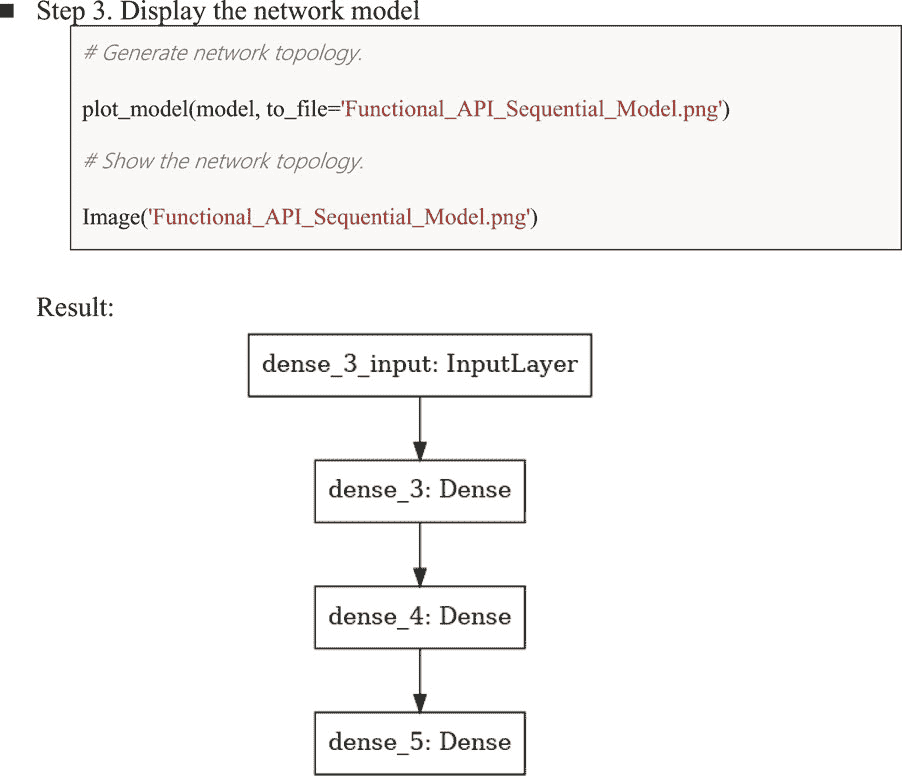 ■ Step 3. Display the network model
# Generate network topology.
plot_model(model, to_file='Functional_API_Sequential_Model.png')
# Show the network topology.
Image('Functional_API_Sequential_Model.png')
Result:
dense_3_input: InputLayer
dense_3: Dense
dense_4: Dense
dense_5: Dense